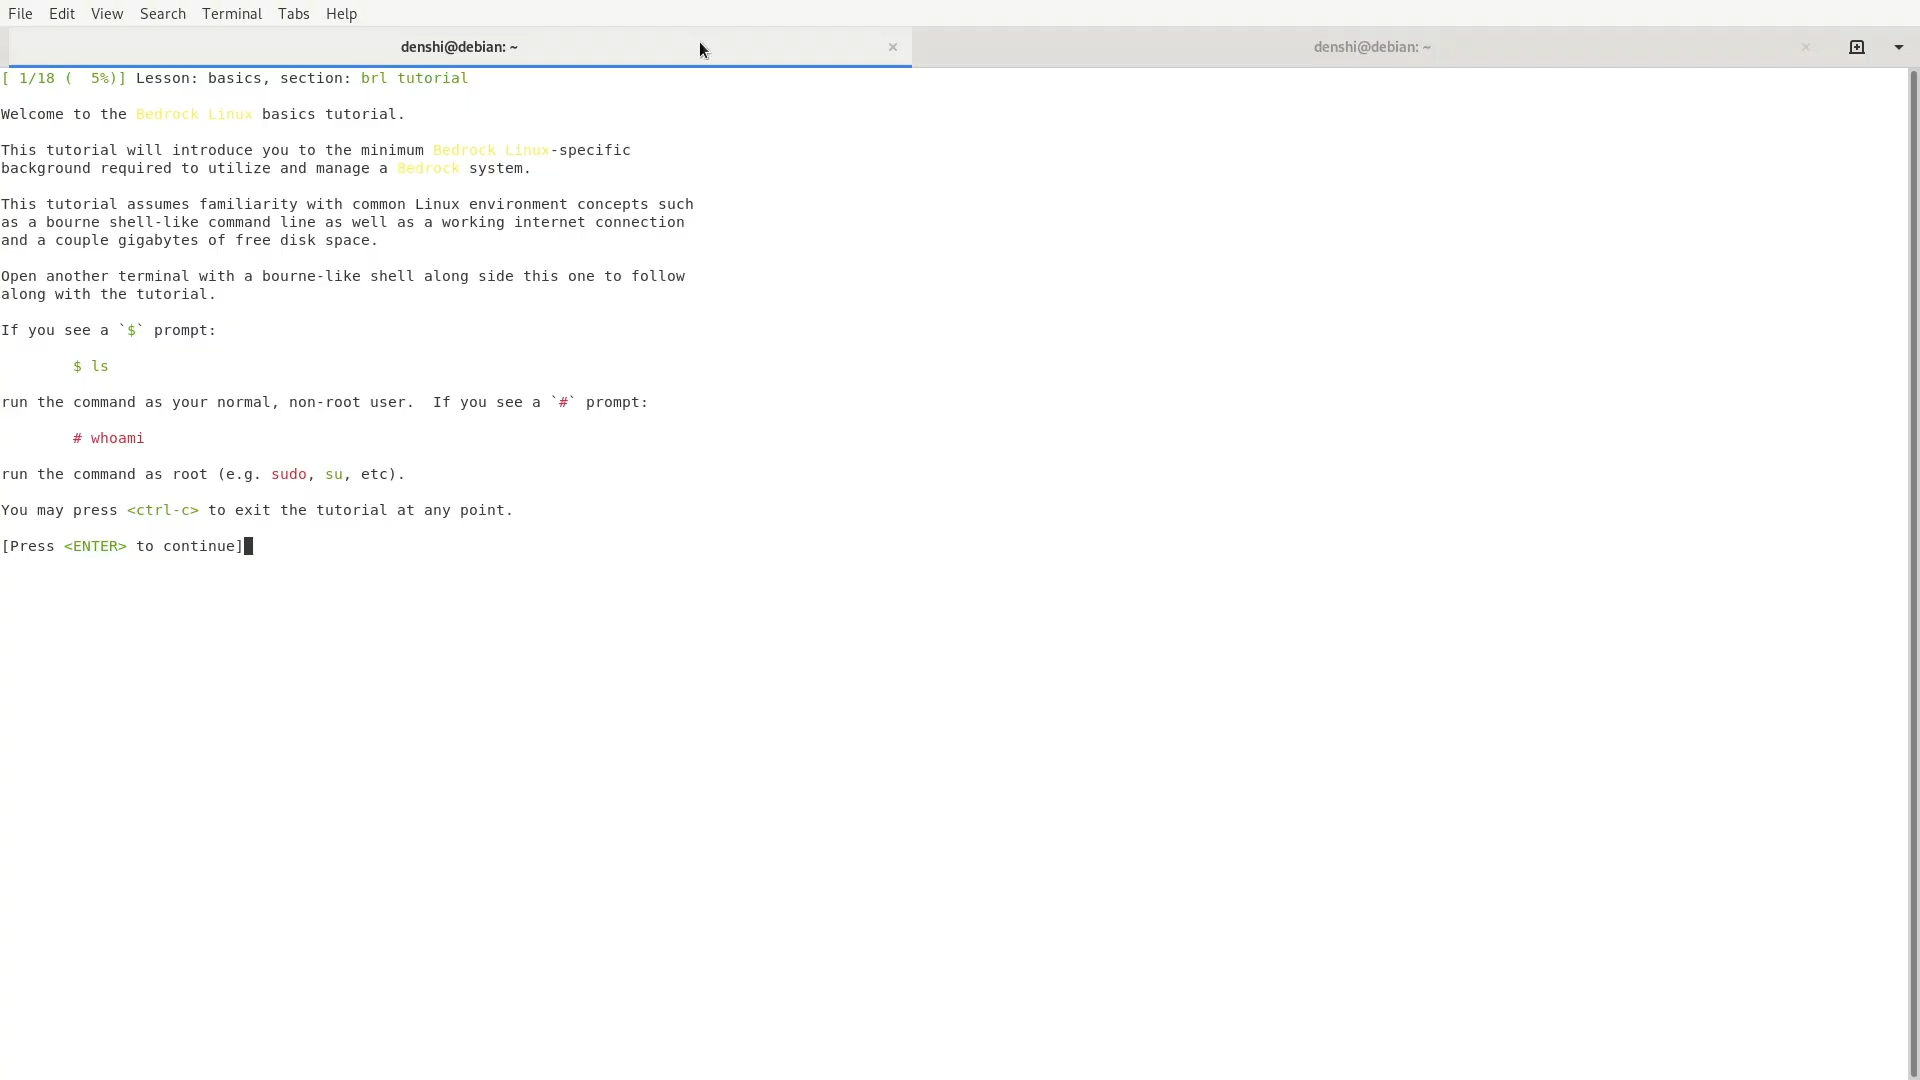 File Edit View Search Terminal Tabs Help
denshi@debian: ~ × denshi@debian: ~ ×
[ 1/18 (  5%)] Lesson: basics, section: brl tutorial
Welcome to the Bedrock Linux basics tutorial.
This tutorial will introduce you to the minimum Bedrock Linux-specific
background required to utilize and manage a Bedrock system.
This tutorial assumes familiarity with common Linux environment concepts such
as a bourne shell-like command line as well as a working internet connection
and a couple gigabytes of free disk space.
Open another terminal with a bourne-like shell along side this one to follow
along with the tutorial.
If you see a `$` prompt:
$ ls
run the command as your normal, non-root user.  If you see a `#` prompt:
# whoami
run the command as root (e.g. sudo, su, etc).
You may press <ctrl-c> to exit the tutorial at any point.
[Press <ENTER> to continue]